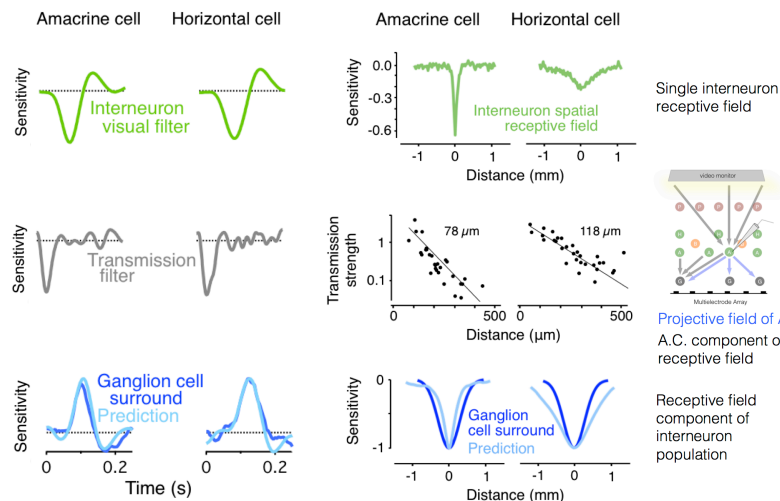 Amacrine cell Horizontal cell Amacrine cell Horizontal cell
Sensitivity
Interneuron
visual filter
Sensitivity
0.0
-0.3
-0.6
Interneuron spatial
receptive field
-1 0 1 -1 0 1
Distance (mm)
Single interneuron
receptive field
Sensitivity
Transmission
filter
Transmission
strength
1
0.1
78 µm
118 µm
0 500 0 500
Distance (µm)
video monitor
P P P P P
H H H
B B
A A A A
G G G
Multielectrode Array
Projective field of A
A.C. component o
receptive field
Sensitivity
Ganglion cell
surround
Prediction
0 0.2 0 0.2
Time (s)
Sensitivity
0
-1
Ganglion
cell surround
Prediction
-1 0 1 -1 0 1
Distance (mm)
Receptive field
component of
interneuron
population